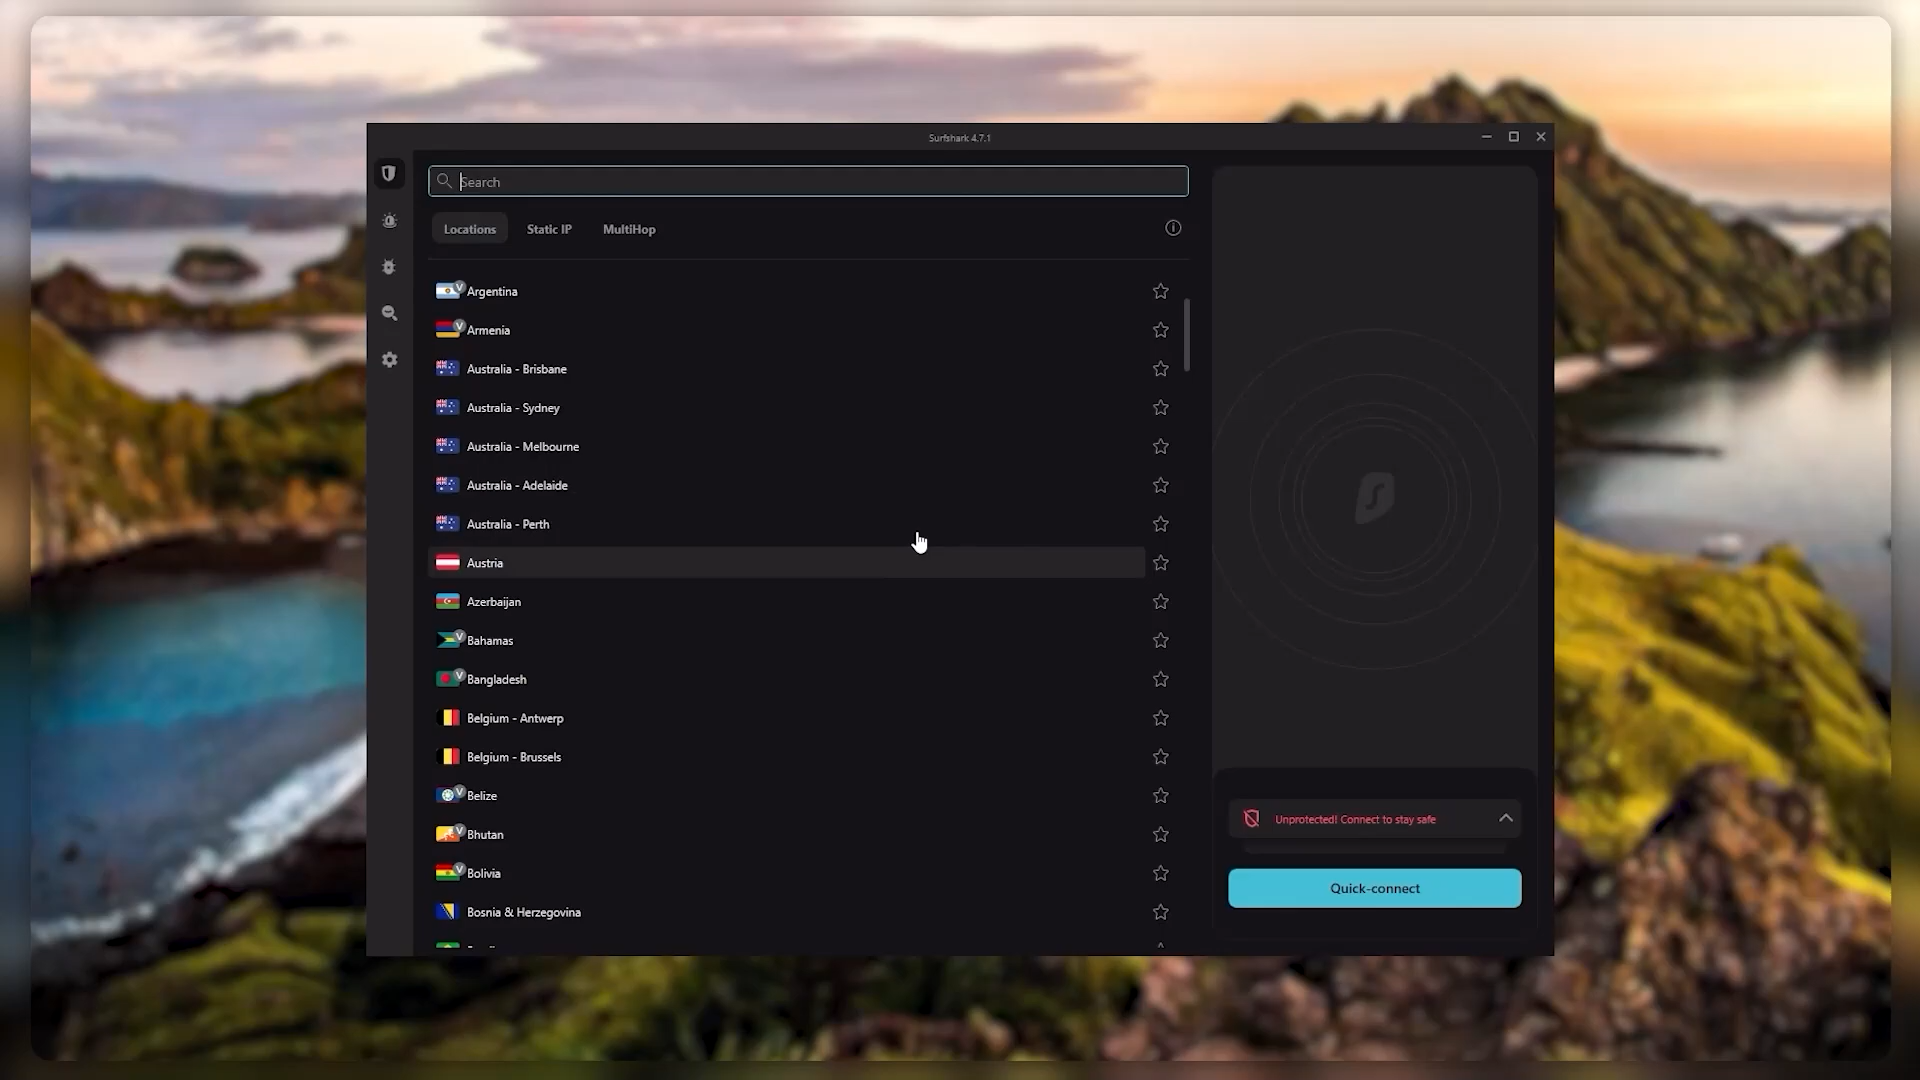 Surfshark 4.7.1
Search
Locations
Static IP
MultiHop
V Argentina
V Armenia
Australia - Brisbane
Australia - Sydney
Australia - Melbourne
Australia - Adelaide
Australia - Perth
Austria
Azerbaijan
V Bahamas
V Bangladesh
Belgium - Antwerp
Belgium - Brussels
V Belize
V Bhutan
V Bolivia
Bosnia & Herzegovina
Unprotected! Connect to stay safe
Quick-connect